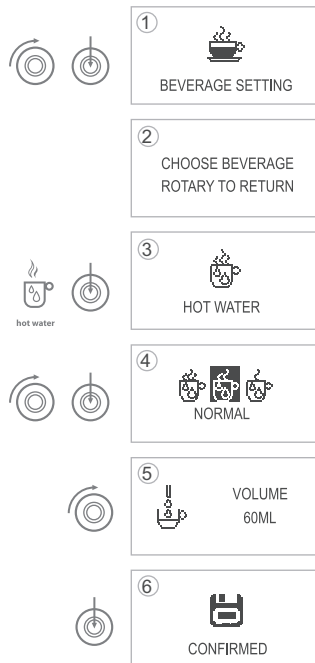 1
BEVERAGE SETTING
2
CHOOSE BEVERAGE
ROTARY TO RETURN
3
hot water
HOT WATER
4
NORMAL
5
VOLUME
60ML
6
CONFIRMED